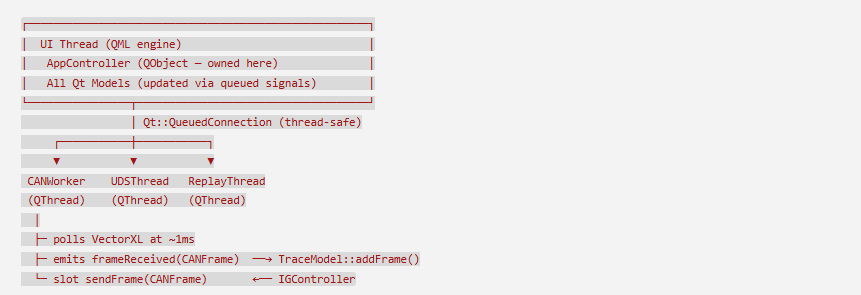 UI Thread (QML engine)
AppController (QObject — owned here)
All Qt Models (updated via queued signals)
Qt::QueuedConnection (thread-safe)
CANWorker UDSThread ReplayThread
(QThread) (QThread) (QThread)
polls VectorXL at ~1ms
emits frameReceived(CANFrame) ──→ TraceModel::addFrame()
slot sendFrame(CANFrame) ←── IGController